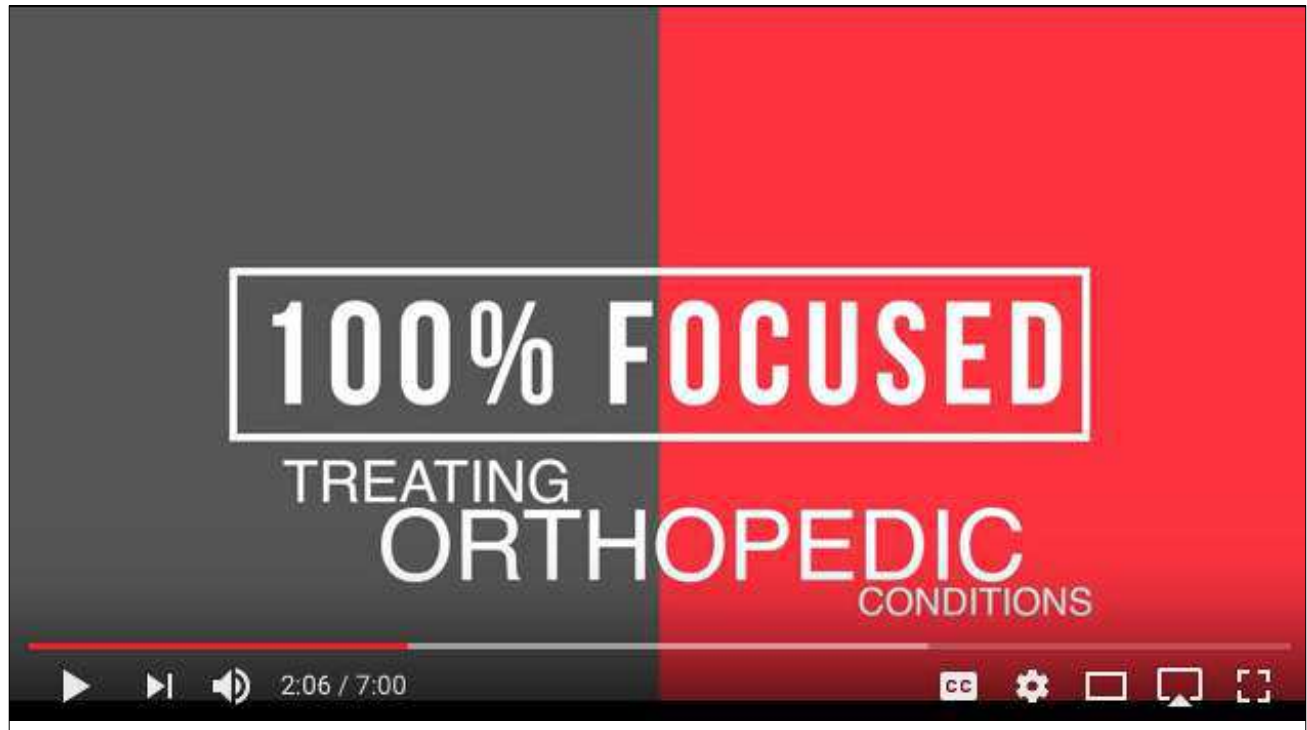 100% FOCUSED
TREATING
ORTHOPEDIC
CONDITIONS
2:06 / 7:00
CC